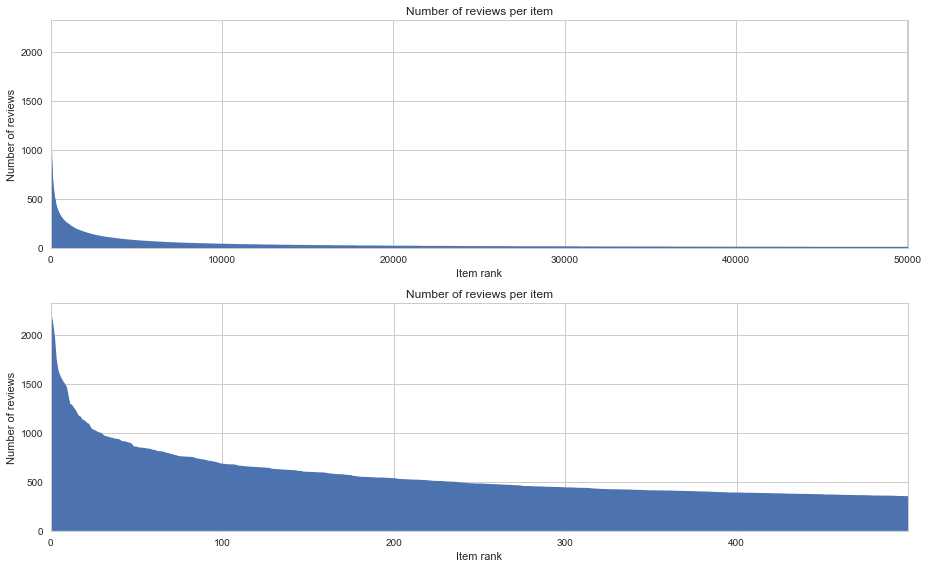 Number of reviews per item
2000
1500
1000
500
0
Number of reviews
0 10000 20000 30000 40000 50000
Item rank
Number of reviews per item
2000
1500
1000
500
0
Number of reviews
0 100 200 300 400
Item rank